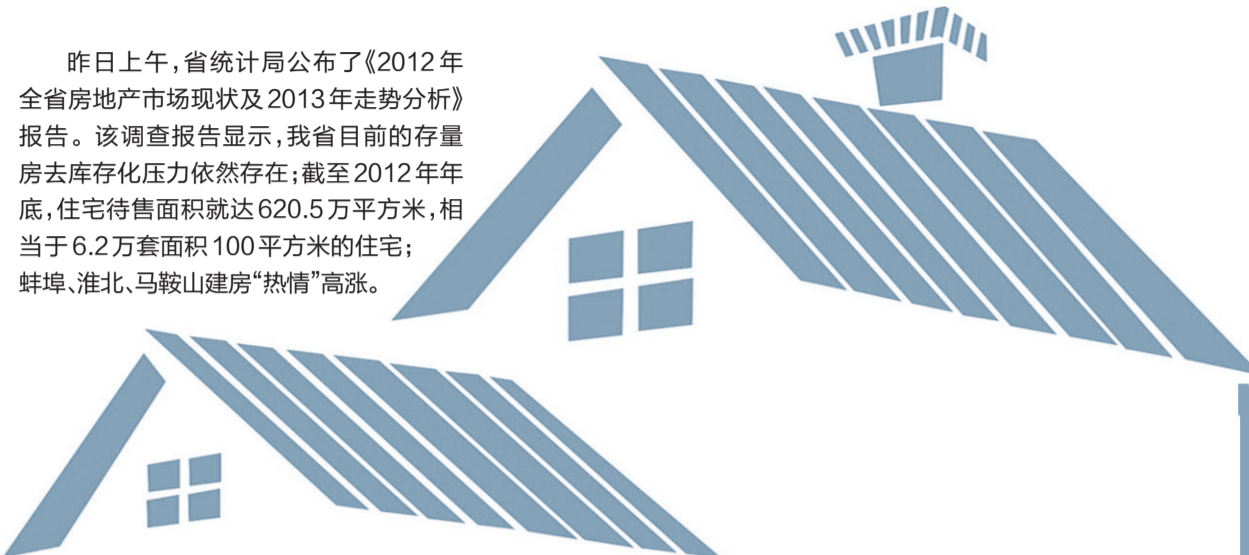 昨日上午,省统计局公布了《2012年
全省房地产市场现状及2013年走势分析》
报告。该调查报告显示,我省目前的存量
房去库存化压力依然存在;截至2012年年
底,住宅待售面积就达620.5万平方米,相
当于6.2万套面积100平方米的住宅;
蚌埠、淮北、马鞍山建房“热情”高涨。